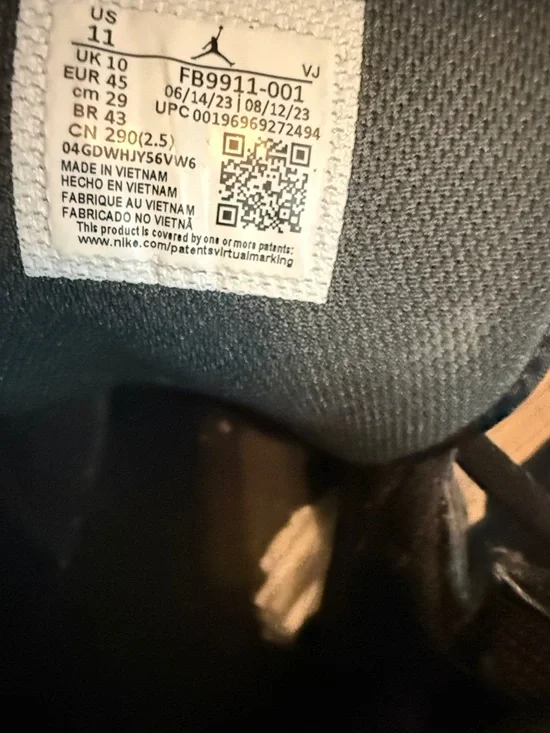 US
11
VJ
UK 10
FB9911-001
EUR 45
06/14/23 | 08/12/23
cm 29
UPC 00196969272494
BR 43
CN 290(2.5)
04GDWHJY56VW6
MADE IN VIETNAM
HECHO EN VIETNAM
FABRIQUE AU VIETNAM
FABRICADO NO VIETNÃ
This product is covered by one or more patents:
www.nike.com/patentsvirtualmarking